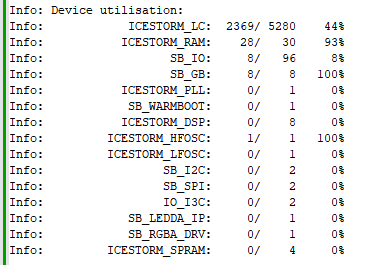 Info: Device utilisation:
Info: ICESTORM_LC: 2369/ 5280 44%
Info: ICESTORM_RAM: 28/ 30 93%
Info: SB_IO: 8/ 96 8%
Info: SB_GB: 8/ 8 100%
Info: ICESTORM_PLL: 0/ 1 0%
Info: SB_WARMBOOT: 0/ 1 0%
Info: ICESTORM_DSP: 0/ 8 0%
Info: ICESTORM_HFOSC: 1/ 1 100%
Info: ICESTORM_LFOSC: 0/ 1 0%
Info: SB_I2C: 0/ 2 0%
Info: SB_SPI: 0/ 2 0%
Info: IO_I3C: 0/ 2 0%
Info: SB_LEDDA_IP: 0/ 1 0%
Info: SB_RGBA_DRV: 0/ 1 0%
Info: ICESTORM_SPRAM: 0/ 4 0%